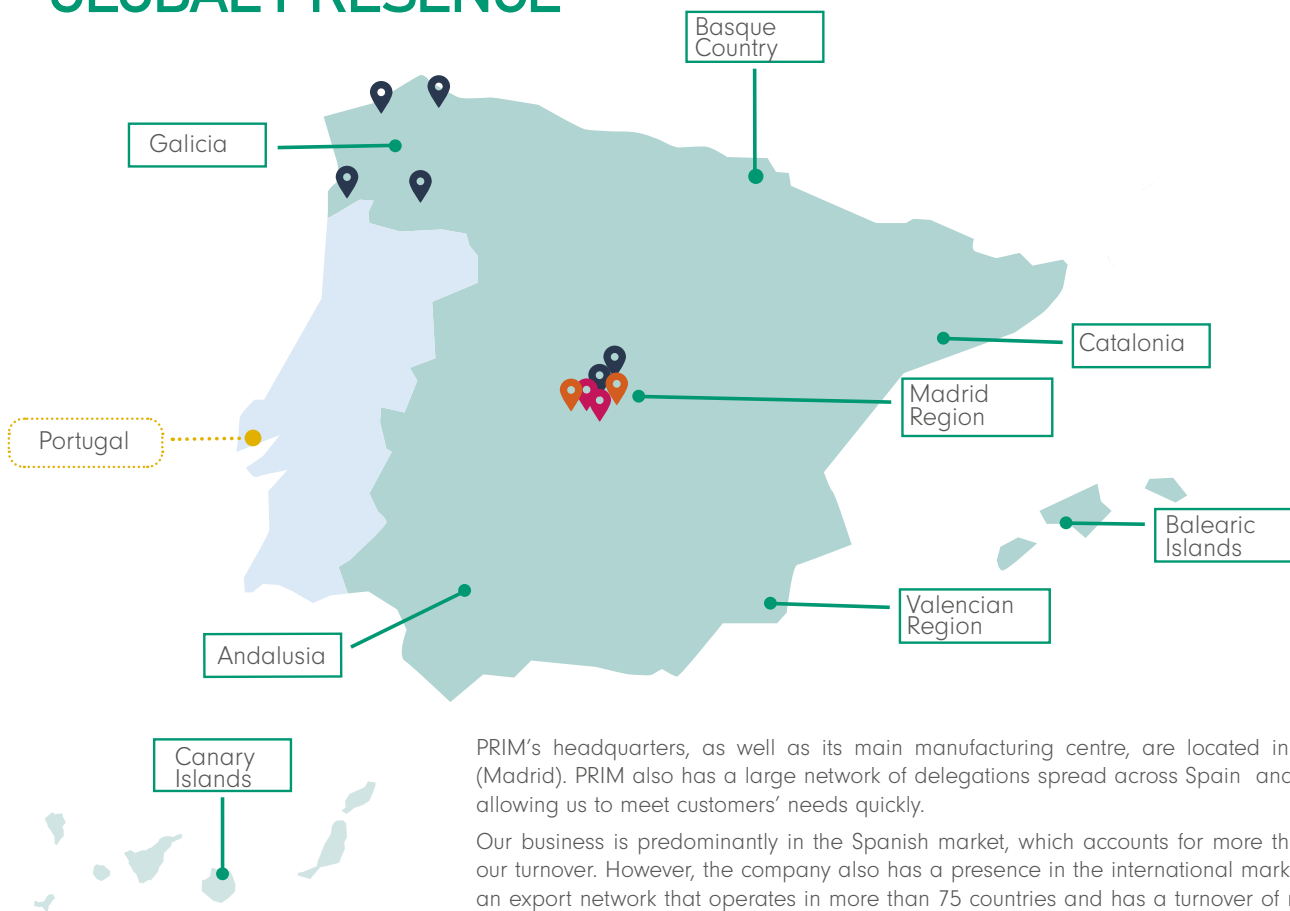 GLOBAL PRESENCE
Basque
Country
Galicia
Catalonia
Madrid
Region
Portugal
Balearic
Islands
Valencian
Region
Andalusia
Canary
Islands
PRIM's headquarters, as well as its main manufacturing centre, are located in
(Madrid). PRIM also has a large network of delegations spread across Spain and
allowing us to meet customers' needs quickly.
Our business is predominantly in the Spanish market, which accounts for more
our turnover. However, the company also has a presence in the international
an export network that operates in more than 75 countries and has a turnover of